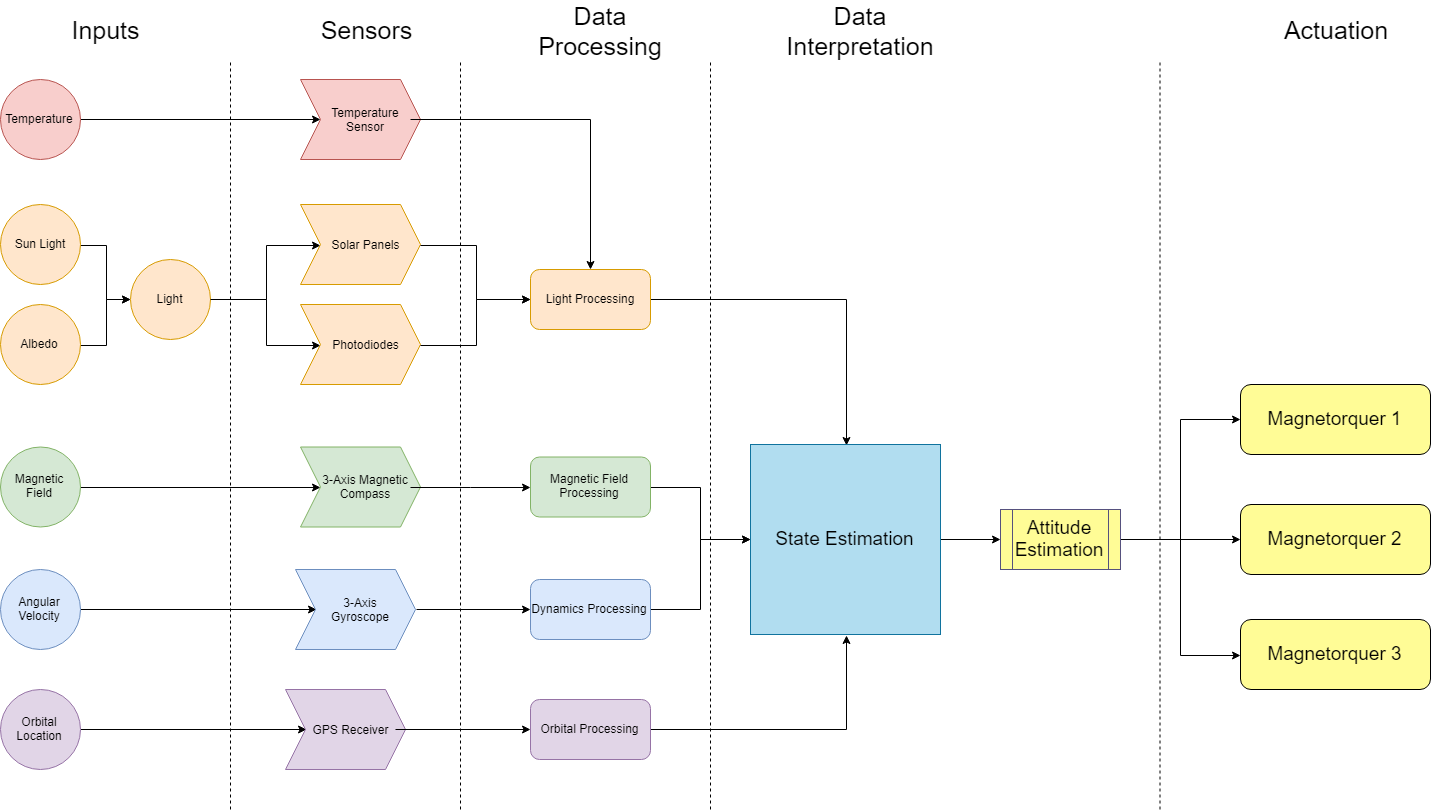 Inputs
Sensors
Data
Processing
Data
Interpretation
Actuation
Temperature
Temperature
Sensor
Sun Light
Albedo
Light
Solar Panels
Photodiodes
Light Processing
Magnetic
Field
3-Axis Magnetic
Compass
Magnetic Field
Processing
Angular
Velocity
3-Axis
Gyroscope
Dynamics Processing
Orbital
Location
GPS Receiver
Orbital Processing
State Estimation
Attitude
Estimation
Magnetorquer 1
Magnetorquer 2
Magnetorquer 3